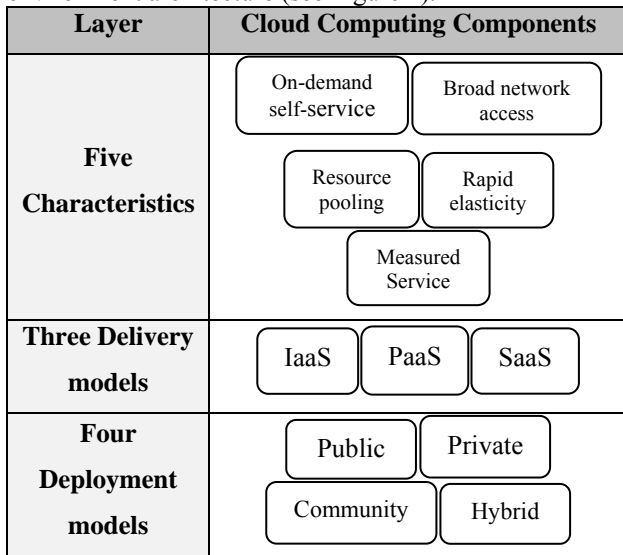 Layer
Cloud Computing Components
Five
Characteristics
On-demand
self-service
Broad network
access
Resource
pooling
Rapid
elasticity
Measured
Service
Three Delivery
models
IaaS
PaaS
SaaS
Four
Deployment
models
Public
Private
Community
Hybrid